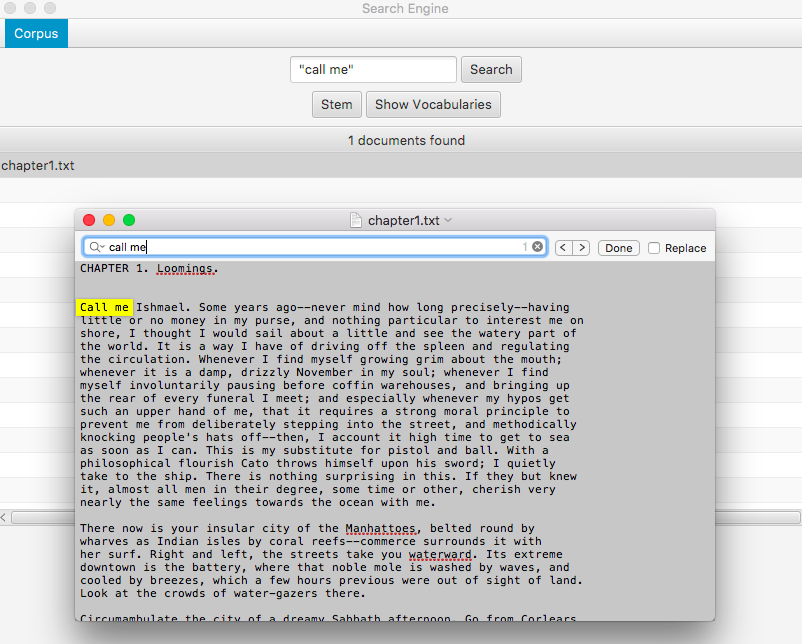 Search Engine
Corpus
"call me"
Search
Stem
Show Vocabularies
1 documents found
chapter1.txt
chapter1.txt
call me
1
Done
Replace
CHAPTER 1. Loomings.
Call me Ishmael. Some years ago--never mind how long precisely--having
little or no money in my purse, and nothing particular to interest me on
shore, I thought I would sail about a little and see the watery part of
the world. It is a way I have of driving off the spleen and regulating
the circulation. Whenever I find myself growing grim about the mouth;
whenever it is a damp, drizzly November in my soul; whenever I find
myself involuntarily pausing before coffin warehouses, and bringing up
the rear of every funeral I meet; and especially whenever my hypos get
such an upper hand of me, that it requires a strong moral principle to
prevent me from deliberately stepping into the street, and methodically
knocking people's hats off--then, I account it high time to get to sea
as soon as I can. This is my substitute for pistol and ball. With a
philosophical flourish Cato throws himself upon his sword; I quietly
take to the ship. There is nothing surprising in this. If they but knew
it, almost all men in their degree, some time or other, cherish very
nearly the same feelings towards the ocean with me.
There now is your insular city of the Manhattoes, belted round by
wharves as Indian isles by coral reefs--commerce surrounds it with
her surf. Right and left, the streets take you waterward. Its extreme
downtown is the battery, where that noble mole is washed by waves, and
cooled by breezes, which a few hours previous were out of sight of land.
Look at the crowds of water-gazers there.
Circumambulate the city of a dreamy Sabbath afternoon. Go from Corlears